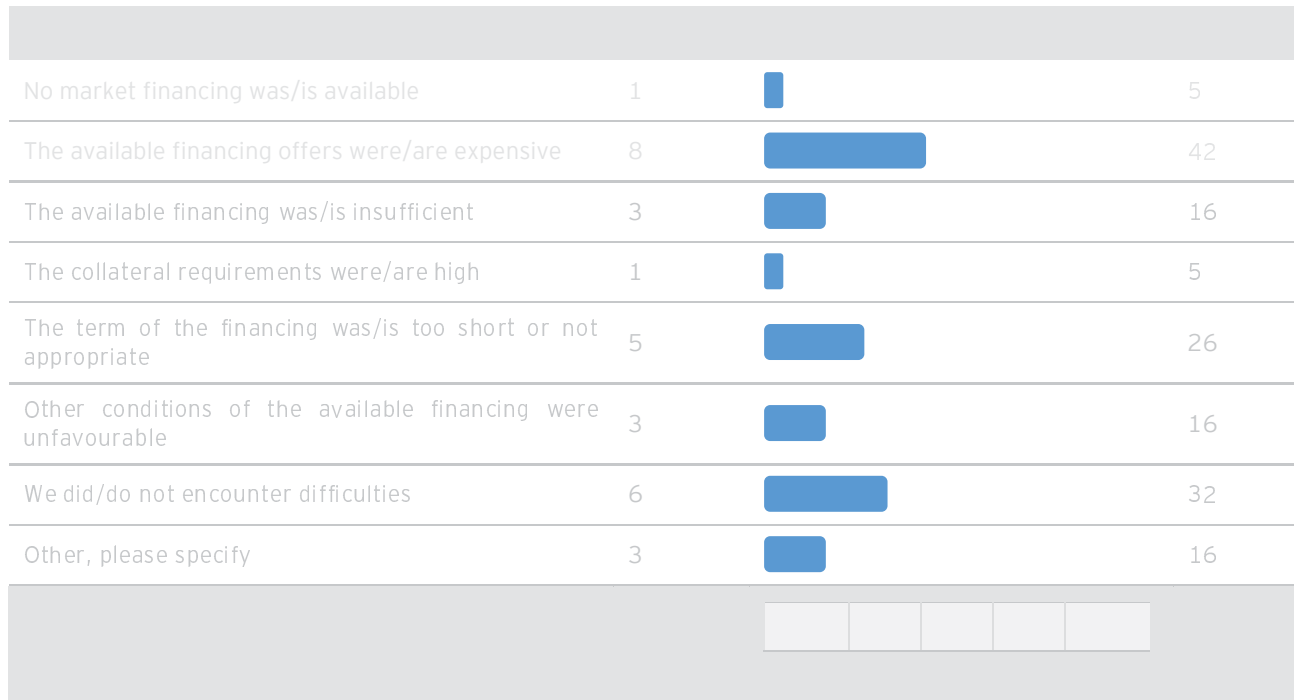 No market financing was/is available 1 5
The available financing offers were/are expensive 8 42
The available financing was/is insufficient 3 16
The collateral requirements were/are high 1 5
The term of the financing was/is too short or not
appropriate 5 26
Other conditions of the available financing were
unfavourable 3 16
We did/do not encounter difficulties 6 32
Other, please specify 3 16